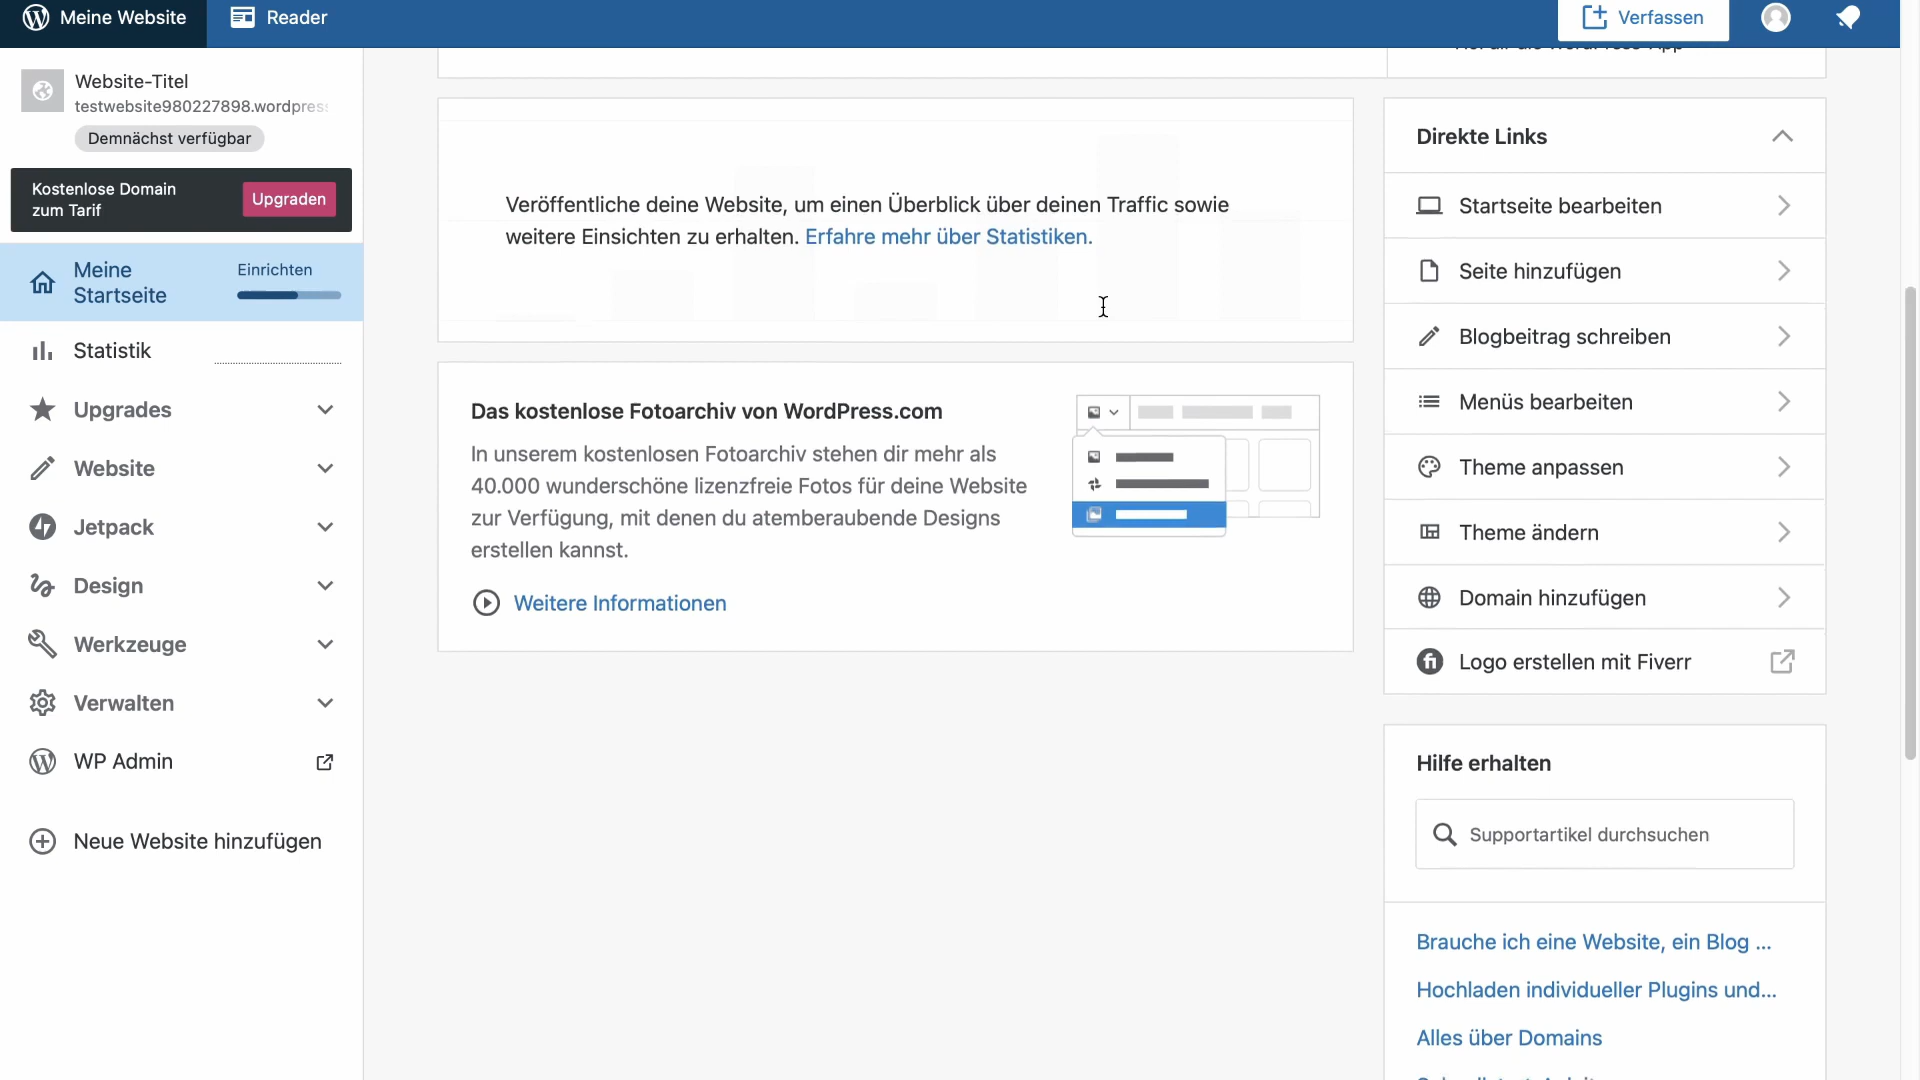 Meine Website
Reader
Verfassen
Website-Titel
testwebsite980227898.wordpress
Demnächst verfügbar
Kostenlose Domain
zum Tarif
Upgraden
Meine
Startseite
Einrichten
Statistik
Upgrades
Website
Jetpack
Design
Werkzeuge
Verwalten
WP Admin
Neue Website hinzufügen
Veröffentliche deine Website, um einen Überblick über deinen Traffic sowie
weitere Einsichten zu erhalten. Erfahre mehr über Statistiken.
Das kostenlose Fotoarchiv von WordPress.com
In unserem kostenlosen Fotoarchiv stehen dir mehr als
40.000 wunderschöne lizenzfreie Fotos für deine Website
zur Verfügung, mit denen du atemberaubende Designs
erstellen kannst.
Weitere Informationen
Direkte Links
Startseite bearbeiten
Seite hinzufügen
Blogbeitrag schreiben
Menüs bearbeiten
Theme anpassen
Theme ändern
Domain hinzufügen
Logo erstellen mit Fiverr
Hilfe erhalten
Supportartikel durchsuchen
Brauche ich eine Website, ein Blog ...
Hochladen individueller Plugins und...
Alles über Domains